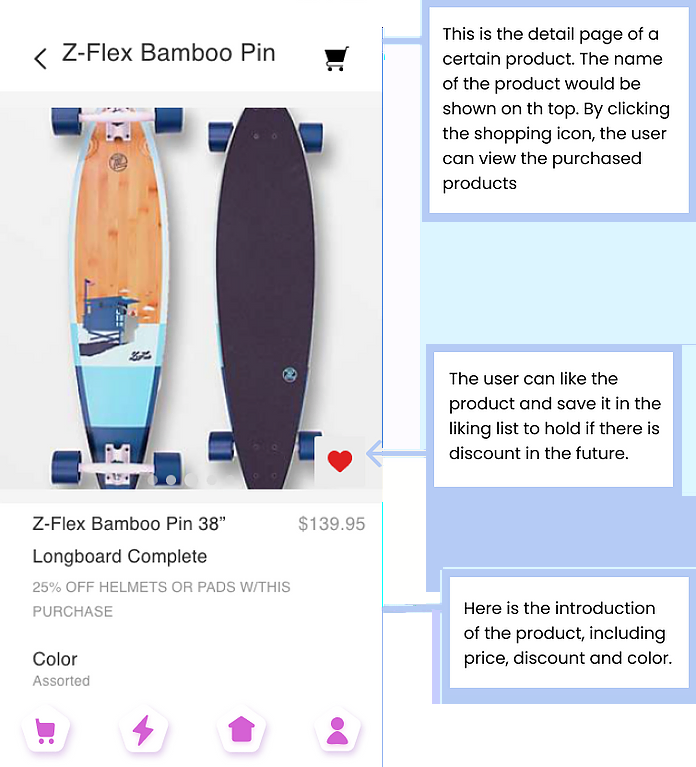 Z-Flex Bamboo Pin
This is the detail page of a
certain product. The name
of the product would be
shown on th top. By clicking
the shopping icon, the user
can view the purchased
products
The user can like the
product and save it in the
liking list to hold if there is
discount in the future.
Z-Flex Bamboo Pin 38”
$139.95
Longboard Complete
25% OFF HELMETS OR PADS W/THIS
PURCHASE
Color
Assorted
Here is the introduction
of the product, including
price, discount and color.